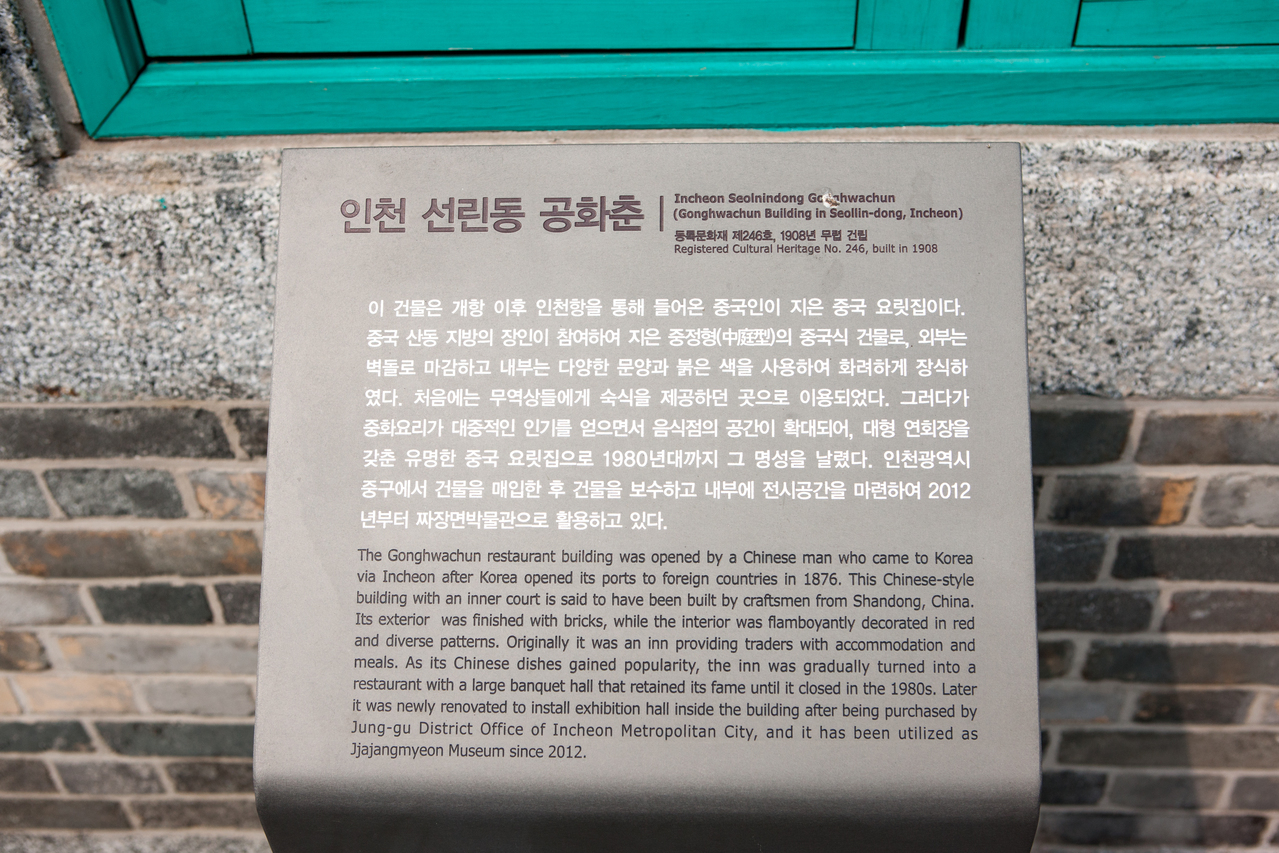 인천 선린동 공화춘
Incheon Seolnindong Gonghwachun
(Gonghwachun Building in Seollin-dong, Incheon)
등록문화재 제246호, 1908년 무렵 건립
Registered Cultural Heritage No. 246, built in 1908
이 건물은 개항 이후 인천항을 통해 들어온 중국인이 지은 중국 요릿집이다.
중국 산동 지방의 장인이 참여하여 지은 중정형(中庭型)의 중국식 건물로, 외부는
벽돌로 마감하고 내부는 다양한 문양과 붉은 색을 사용하여 화려하게 장식하
였다. 처음에는 무역상들에게 숙식을 제공하던 곳으로 이용되었다. 그러다가
중화요리가 대중적인 인기를 얻으면서 음식점의 공간이 확대되어, 대형 연회장을
갖춘 유명한 중국 요릿집으로 1980년대까지 그 명성을 날렸다. 인천광역시
중구에서 건물을 매입한 후 건물을 보수하고 내부에 전시공간을 마련하여 2012
년부터 짜장면박물관으로 활용하고 있다.
The Gonghwachun restaurant building was opened by a Chinese man who came to Korea
via Incheon after Korea opened its ports to foreign countries in 1876. This Chinese-style
building with an inner court is said to have been built by craftsmen from Shandong, China.
Its exterior was finished with bricks, while the interior was flamboyantly decorated in red
and diverse patterns. Originally it was an inn providing traders with accommodation and
meals. As its Chinese dishes gained popularity, the inn was gradually turned into a
restaurant with a large banquet hall that retained its fame until it closed in the 1980s. Later
it was newly renovated to install exhibition hall inside the building after being purchased by
Jung-gu District Office of Incheon Metropolitan City, and it has been utilized as
Jjajangmyeon Museum since 2012.